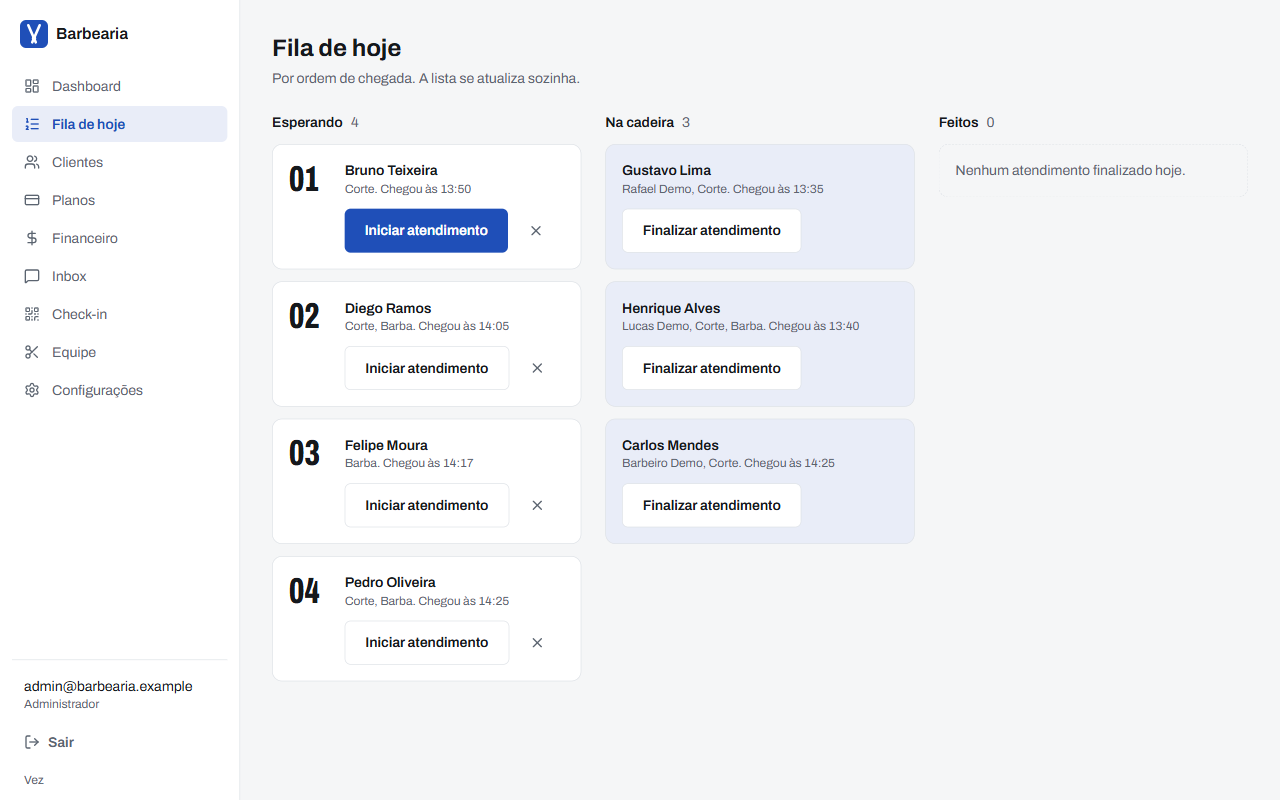 Barbearia
Dashboard
Fila de hoje
Clientes
Planos
Financeiro
Inbox
Check-in
Equipe
Configurações
admin@barbearia.example
Administrador
Sair
Vez
Fila de hoje
Por ordem de chegada. A lista se atualiza sozinha.
Esperando 4
01
Bruno Teixeira
Corte. Chegou às 13:50
Iniciar atendimento
02
Diego Ramos
Corte, Barba. Chegou às 14:05
Iniciar atendimento
03
Felipe Moura
Barba. Chegou às 14:17
Iniciar atendimento
04
Pedro Oliveira
Corte, Barba. Chegou às 14:25
Iniciar atendimento
Na cadeira 3
Gustavo Lima
Rafael Demo, Corte. Chegou às 13:35
Finalizar atendimento
Henrique Alves
Lucas Demo, Corte, Barba. Chegou às 13:40
Finalizar atendimento
Carlos Mendes
Barbeiro Demo, Corte. Chegou às 14:25
Finalizar atendimento
Feitos 0
Nenhum atendimento finalizado hoje.